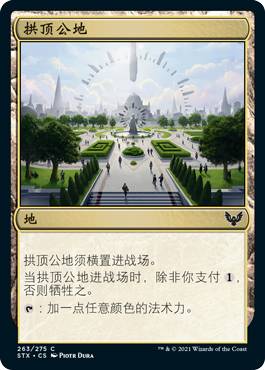 拱顶公地
地
拱顶公地须横置进战场。
当拱顶公地进战场时，除非你支付 1，
否则牺牲之。
：加一点任意颜色的法术力。
263/275 C
STX • CS Piotr Dura
™ & © 2021 Wizards of the Coast